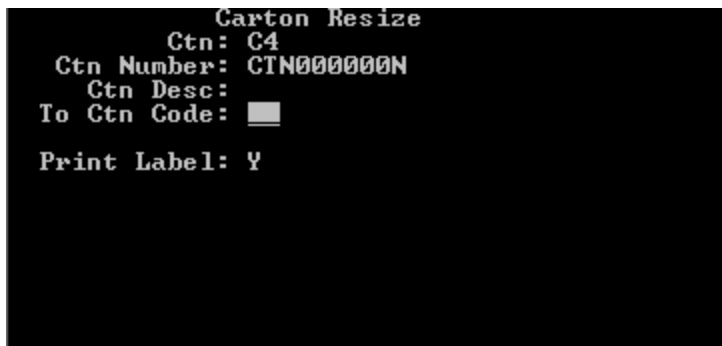 Carton Resize
Ctn: C4
Ctn Number: CTN000000N
Ctn Desc:
To Ctn Code:
Print Label: Y